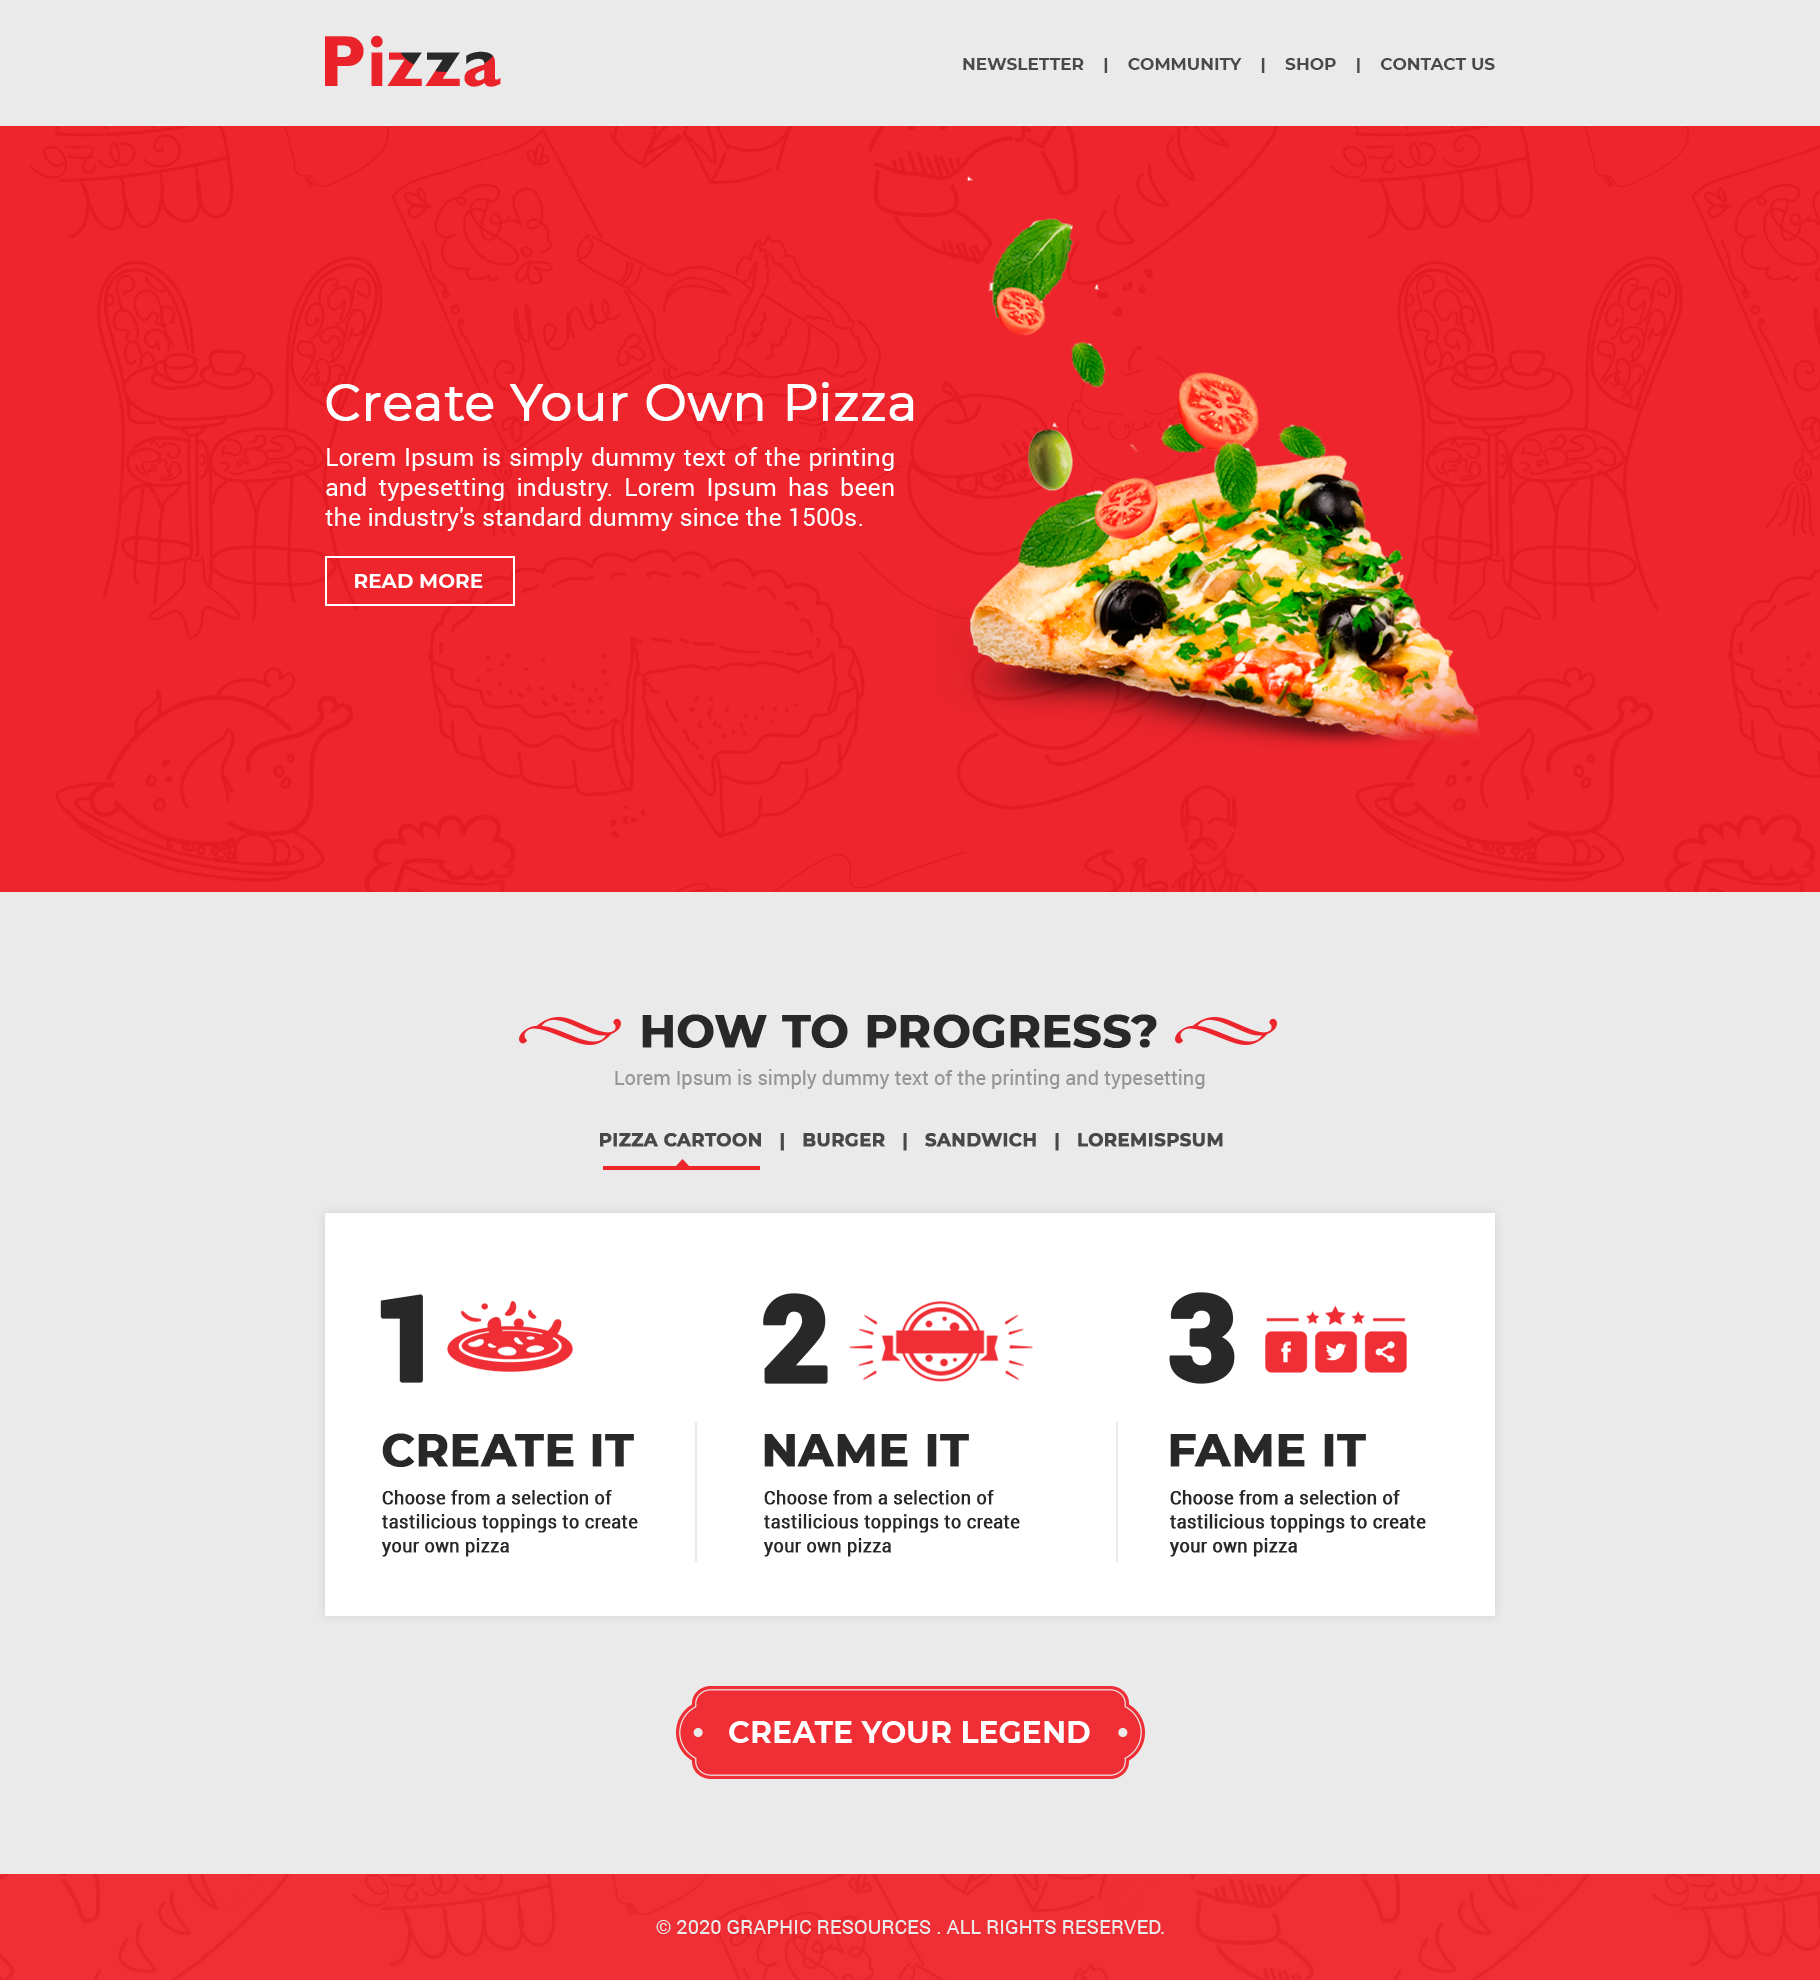 Pizza
NEWSLETTER | COMMUNITY | SHOP | CONTACT US
Menu
Create Your Own Pizza
Lorem Ipsum is simply dummy text of the printing
and typesetting industry. Lorem Ipsum has been
the industry's standard dummy since the 1500s.
READ MORE
HOW TO PROGRESS?
Lorem Ipsum is simply dummy text of the printing and typesetting
PIZZA CARTOON | BURGER | SANDWICH | LOREMISPSUM
1
2
3
f
CREATE IT
Choose from a selection of
tastilicious toppings to create
your own pizza
NAME IT
Choose from a selection of
tastilicious toppings to create
your own pizza
FAME IT
Choose from a selection of
tastilicious toppings to create
your own pizza
CREATE YOUR LEGEND
© 2020 GRAPHIC RESOURCES . ALL RIGHTS RESERVED.